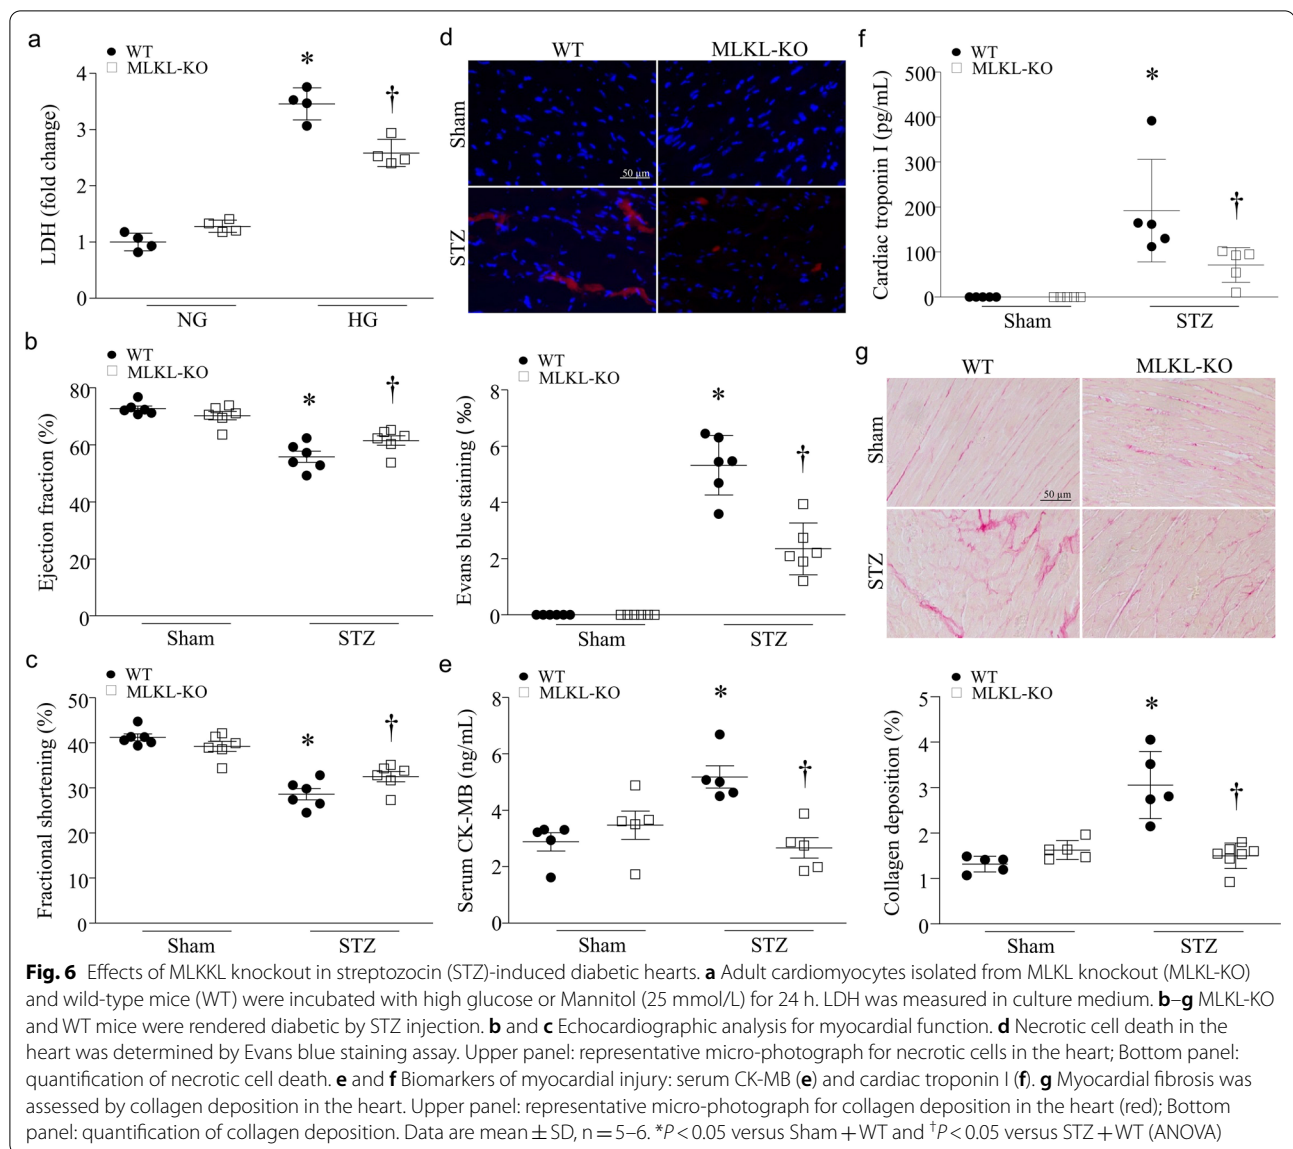 a
WT
MLKL-KO
LDH (fold change)
4
3
2
1
0
*
†
NG
HG
b
WT
MLKL-KO
Ejection fraction (%)
80
60
40
20
0
*
†
Sham
STZ
c
WT
MLKL-KO
Fractional shortening (%)
50
40
30
20
10
0
*
†
Sham
STZ
d
WT
MLKL-KO
Sham
50 µm
STZ
WT
MLKL-KO
Evans blue staining (‰)
8
6
4
2
0
*
†
Sham
STZ
e
WT
MLKL-KO
Serum CK-MB (ng/mL)
8
6
4
2
0
*
†
Sham
STZ
f
WT
MLKL-KO
Cardiac troponin I (pg/mL)
500
400
300
200
100
0
*
†
Sham
STZ
g
WT
MLKL-KO
Sham
50 µm
STZ
WT
MLKL-KO
Collagen deposition (%)
5
4
3
2
1
0
*
†
Sham
STZ
Fig. 6 Effects of MLKKL knockout in streptozocin (STZ)-induced diabetic hearts. a Adult cardiomyocytes isolated from MLKL knockout (MLKL-KO)
and wild-type mice (WT) were incubated with high glucose or Mannitol (25 mmol/L) for 24 h. LDH was measured in culture medium. b–g MLKL-KO
and WT mice were rendered diabetic by STZ injection. b and c Echocardiographic analysis for myocardial function. d Necrotic cell death in the
heart was determined by Evans blue staining assay. Upper panel: representative micro-photograph for necrotic cells in the heart; Bottom panel:
quantification of necrotic cell death. e and f Biomarkers of myocardial injury: serum CK-MB (e) and cardiac troponin I (f). g Myocardial fibrosis was
assessed by collagen deposition in the heart. Upper panel: representative micro-photograph for collagen deposition in the heart (red); Bottom
panel: quantification of collagen deposition. Data are mean ± SD, n = 5–6. *P < 0.05 versus Sham + WT and †P < 0.05 versus STZ + WT (ANOVA)